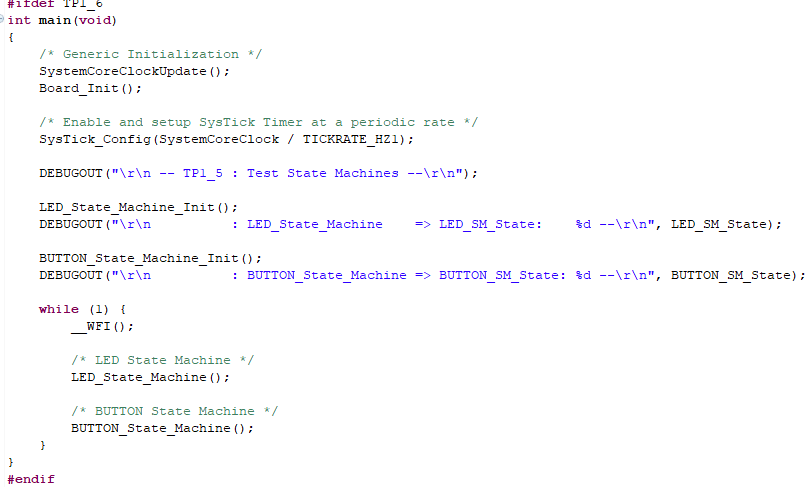 #ifdef TP1_6
int main(void)
{
    /* Generic Initialization */
    SystemCoreClockUpdate();
    Board_Init();

    /* Enable and setup SysTick Timer at a periodic rate */
    SysTick_Config(SystemCoreClock / TICKRATE_HZ1);

    DEBUGOUT("\r\n -- TP1_5 : Test State Machines --\r\n");

    LED_State_Machine_Init();
    DEBUGOUT("\r\n          : LED_State_Machine    => LED_SM_State:    %d --\r\n", LED_SM_State);

    BUTTON_State_Machine_Init();
    DEBUGOUT("\r\n          : BUTTON_State_Machine => BUTTON_SM_State: %d --\r\n", BUTTON_SM_State);

    while (1) {
        __WFI();

        /* LED State Machine */
        LED_State_Machine();

        /* BUTTON State Machine */
        BUTTON_State_Machine();
    }
}
#endif